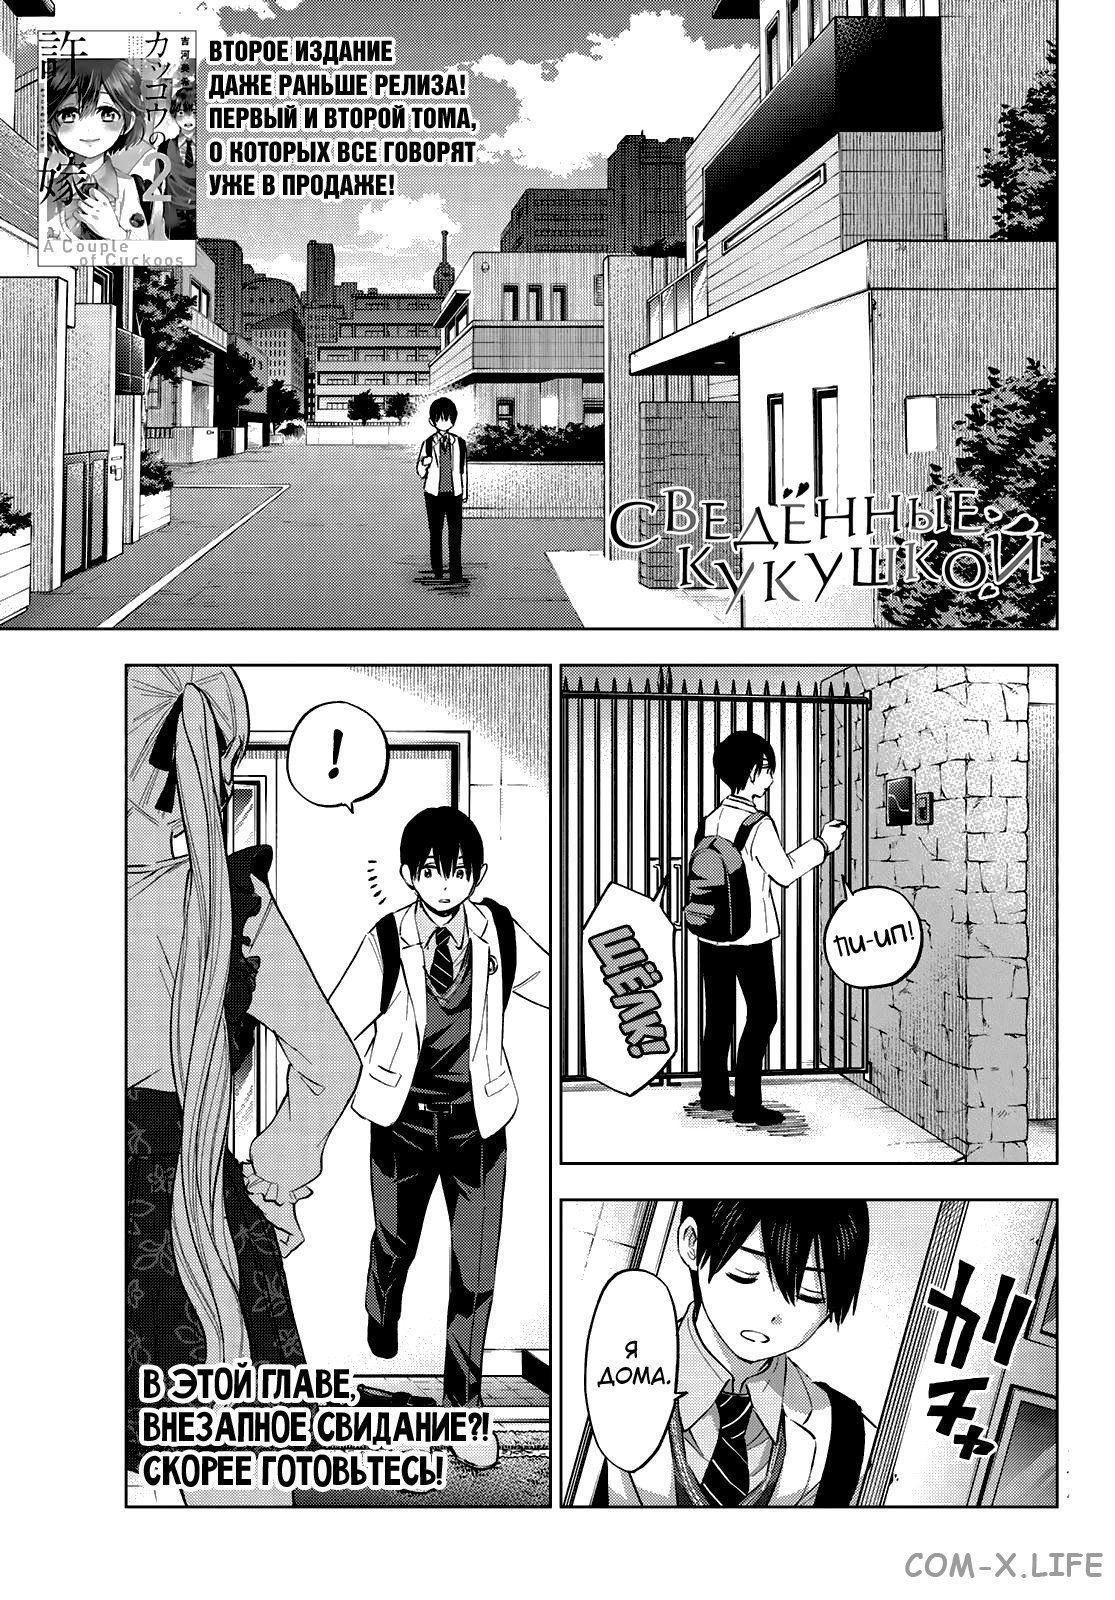 吉河美希
カッコウの
許嫁
2
A Couple
of Cuckoos
ВТОРОЕ ИЗДАНИЕ
ДАЖЕ РАНЬШЕ РЕЛИЗА!
ПЕРВЫЙ И ВТОРОЙ ТОМА,
О КОТОРЫХ ВСЕ ГОВОРЯТ
УЖЕ В ПРОДАЖЕ!
СВЕДЁННЫЕ
КУКУШКОЙ
ПИ-ИП!
ЩЁЛК!
Я
ДОМА.
ガ
チャ
!
В ЭТОЙ ГЛАВЕ,
ВНЕЗАПНОЕ СВИДАНИЕ?!
СКОРЕЕ ГОТОВЬТЕСЬ!
COM-X.LIFE